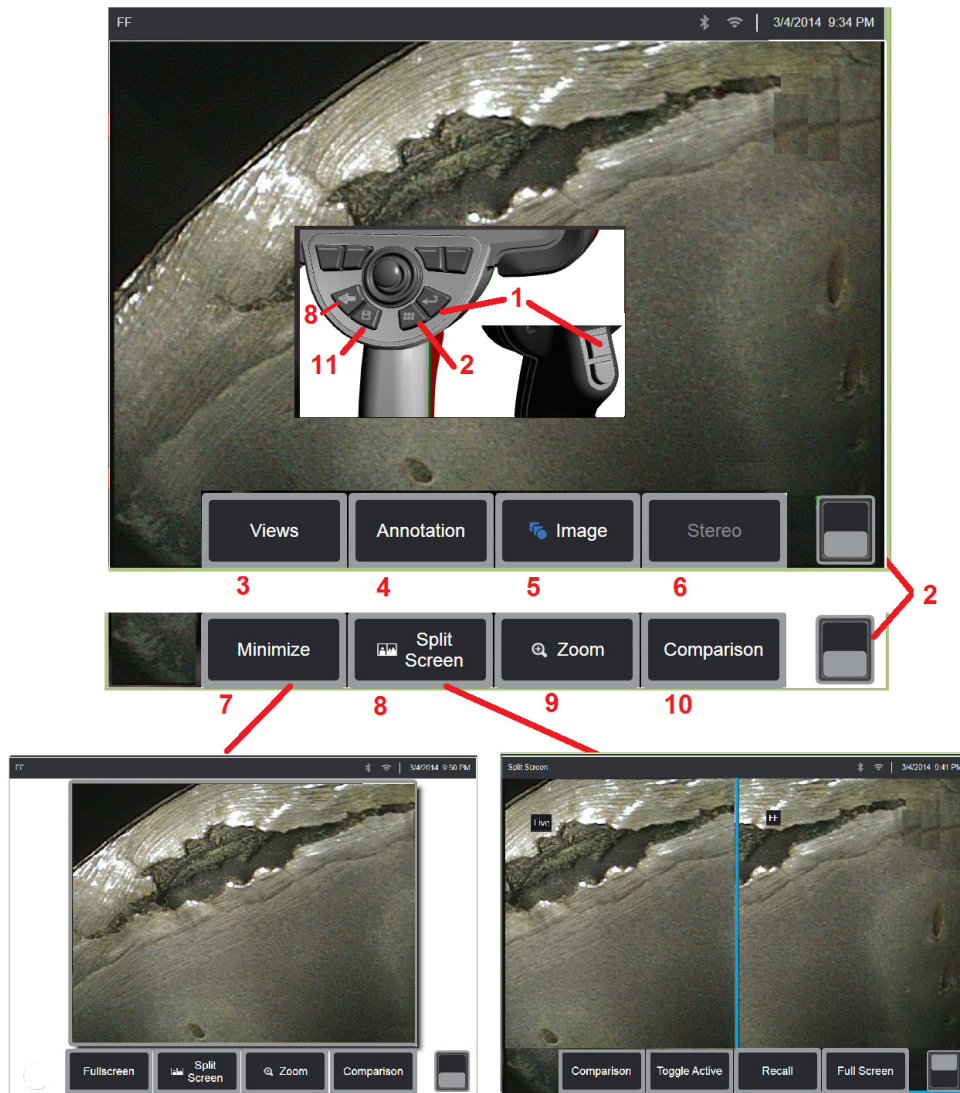 FF
3/4/2014 9:34 PM
1
8
11
2
Views
Annotation
Image
Stereo
3
4
5
6
2
Minimize
Split
Screen
Zoom
Comparison
7
8
9
10
FF
3/4/2014 9:50 PM
Fullscreen
Split
Screen
Zoom
Comparison
Split Screen
3/4/2014 9:41 PM
Live
FF
Comparison
Toggle Active
Recall
Full Screen